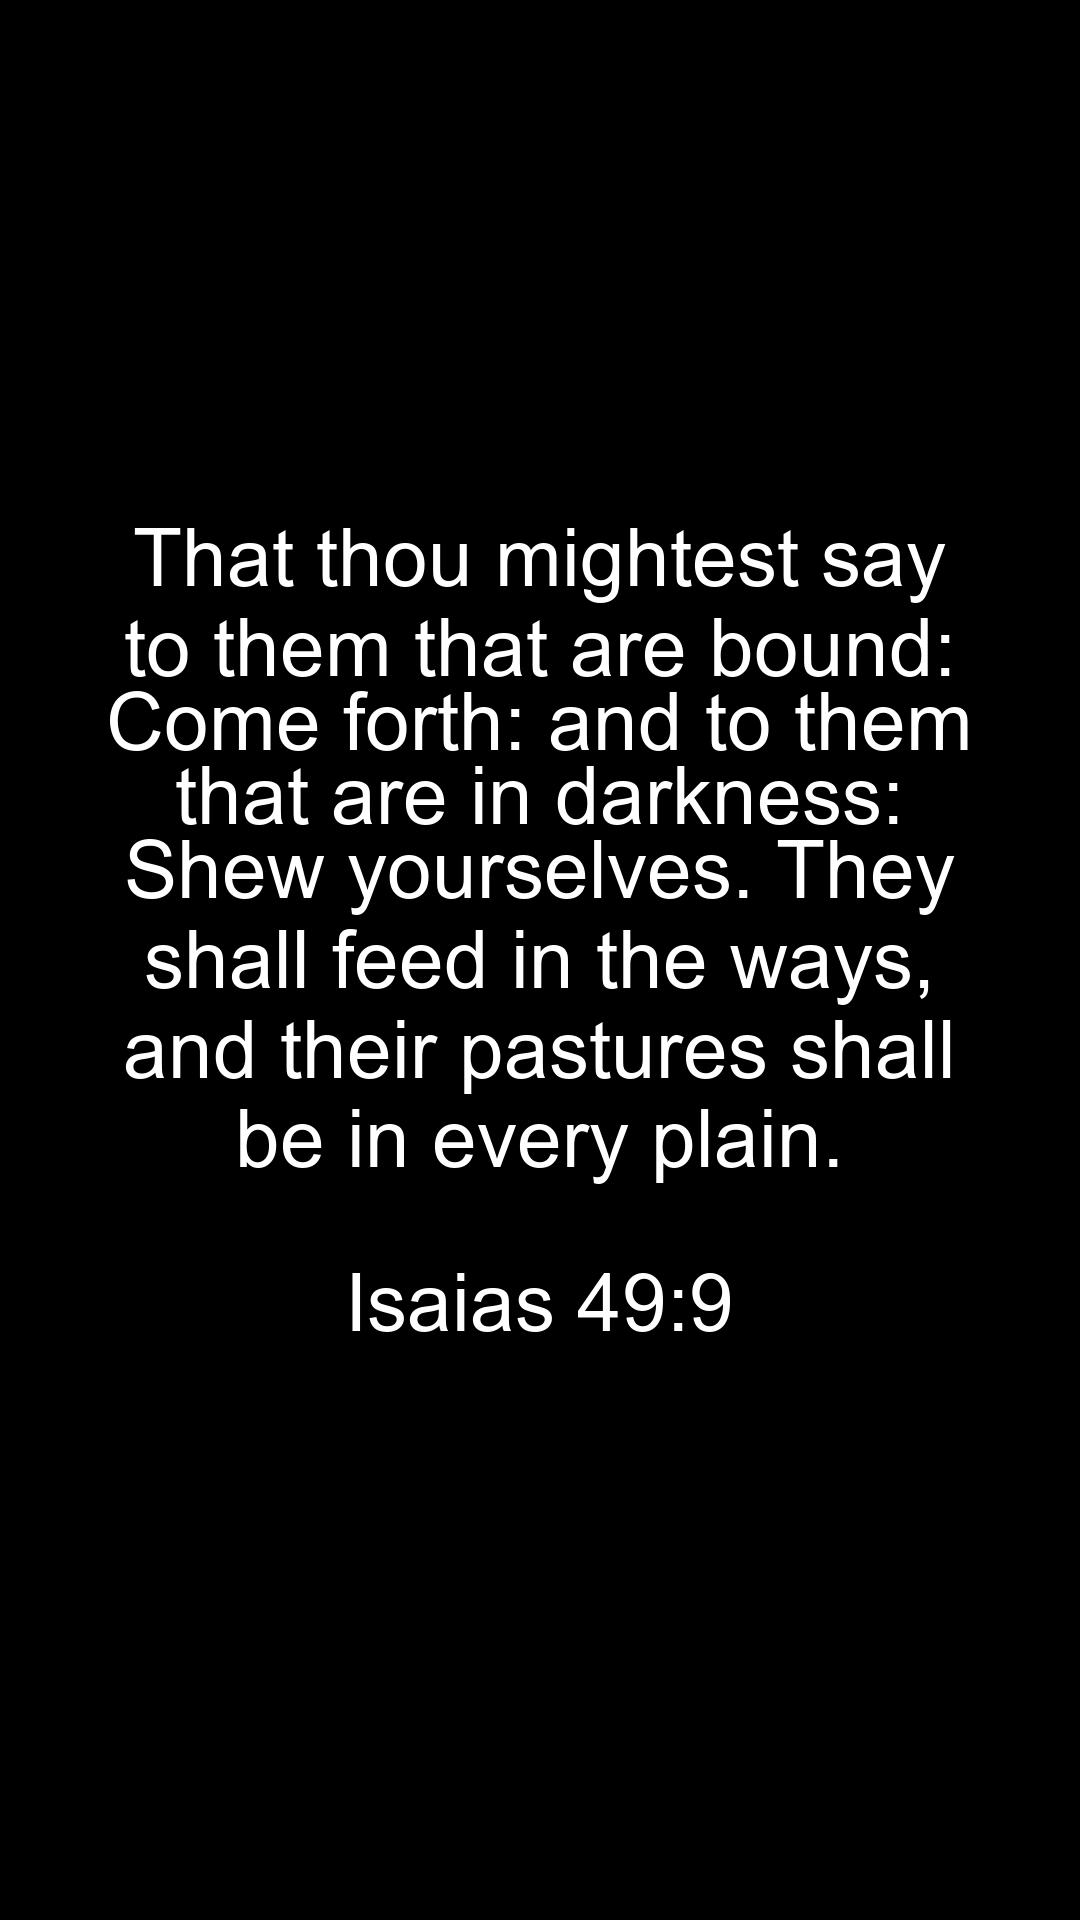 That thou mightest say
to them that are bound:
Come forth: and to them
that are in darkness:
Shew yourselves. They
shall feed in the ways,
and their pastures shall
be in every plain.
Isaias 49:9